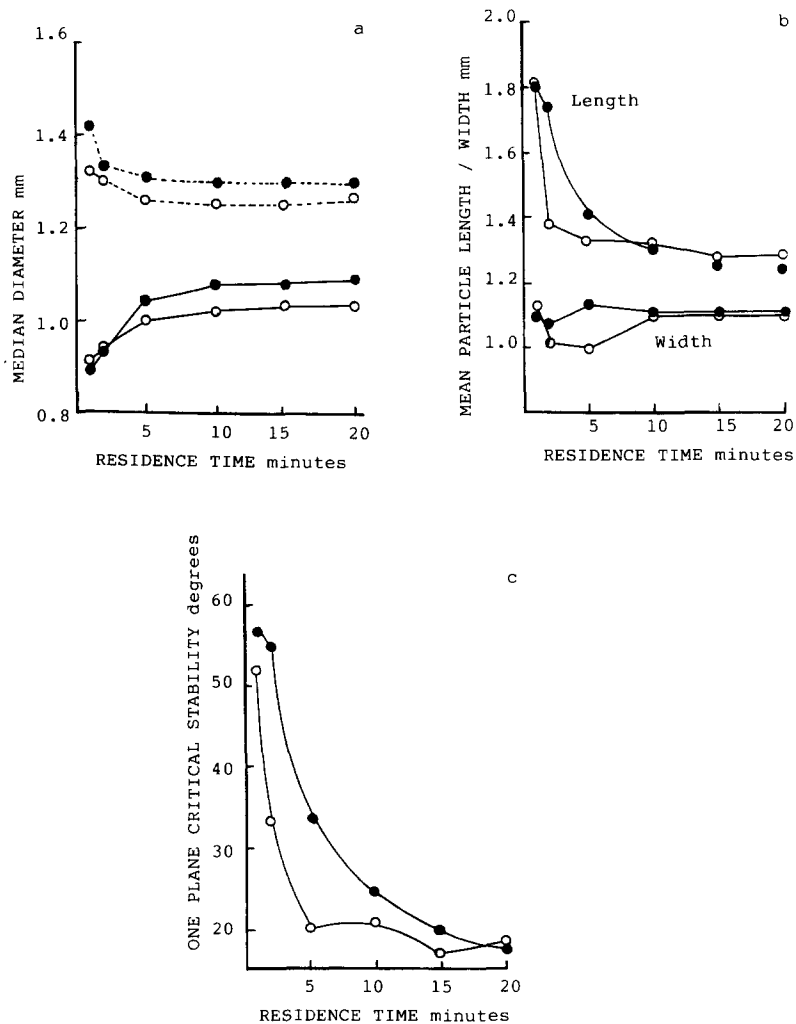 a
1.6
1.4
1.2
1.0
0.8
MEDIAN DIAMETER mm
5 10 15 20
RESIDENCE TIME minutes
b
2.0
1.8
1.6
1.4
1.2
1.0
MEAN PARTICLE LENGTH / WIDTH mm
Length
Width
5 10 15 20
RESIDENCE TIME minutes
c
60
50
40
30
20
ONE PLANE CRITICAL STABILITY degrees
5 10 15 20
RESIDENCE TIME minutes